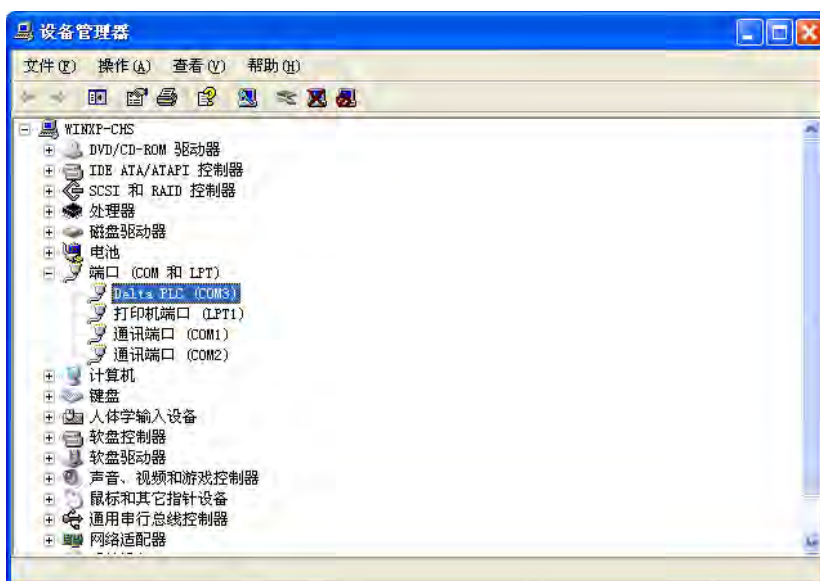 设备管理器
文件(F) 操作(A) 查看(V) 帮助(H)
WINXP-CHS
DVD/CD-ROM 驱动器
IDE ATA/ATAPI 控制器
SCSI 和 RAID 控制器
处理器
磁盘驱动器
电池
端口 (COM 和 LPT)
Delta PLC (COM3)
打印机端口 (LPT1)
通讯端口 (COM1)
通讯端口 (COM2)
计算机
键盘
人体学输入设备
软盘控制器
软盘驱动器
声音、视频和游戏控制器
鼠标和其它指针设备
通用串行总线控制器
网络适配器